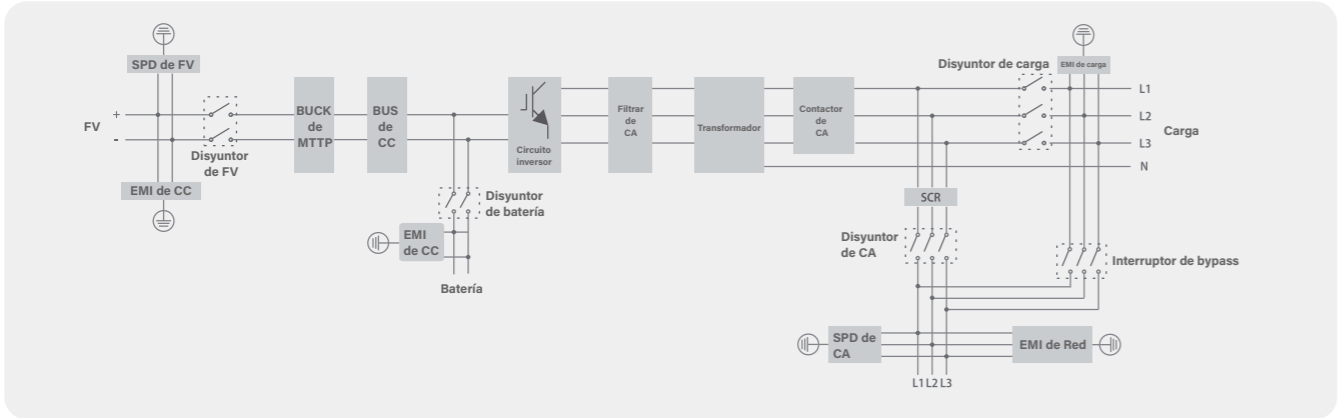 SPD de FV
FV
+
-
Disyuntor
de FV
EMI de CC
BUCK
de
MTTP
BUS
de
CC
Disyuntor
de batería
EMI
de CC
Batería
Circuito
inversor
Filtrar
de
CA
Transformador
Contactor
de
CA
Disyuntor de carga
EMI de carga
L1
L2
Carga
L3
N
SCR
Disyuntor
de CA
Interruptor de bypass
SPD de
CA
EMI de Red
L1 L2 L3